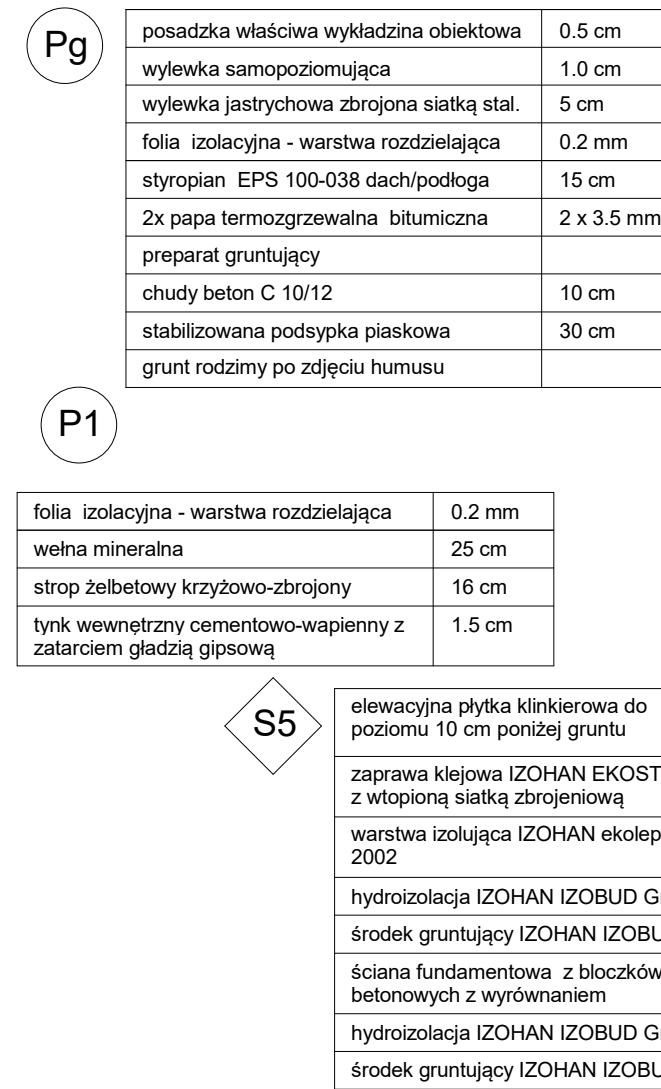 Pg
posadzka właściwa wykładzina obiektowa 0.5 cm
wylewka samopoziomująca 1.0 cm
wylewka jastrychowa zbrojona siatką stal. 5 cm
folia izolacyjna - warstwa rozdzielająca 0.2 mm
styropian EPS 100-038 dach/podłoga 15 cm
2x papa termozgrzewalna bitumiczna 2 x 3.5 mm
preparat gruntujący
chudy beton C 10/12 10 cm
stabilizowana podsypka piaskowa 30 cm
grunt rodzimy po zdjęciu humusu
P1
folia izolacyjna - warstwa rozdzielająca 0.2 mm
wełna mineralna 25 cm
strop żelbetowy krzyżowo-zbrojony 16 cm
tynk wewnętrzny cementowo-wapienny z 1.5 cm
zatarciem gładzią gipsową
S5
elewacyjna płytka klinkierowa do
poziomu 10 cm poniżej gruntu
zaprawa klejowa IZOHAN EKOST
z wtopioną siatką zbrojeniową
warstwa izolująca IZOHAN ekolep
2002
hydroizolacja IZOHAN IZOBUD
środek gruntujący IZOHAN
ściana fundamentowa z bloczków
betonowych z wyrównaniem
hydroizolacja IZOHAN IZOBUD
środek gruntujący IZOHAN